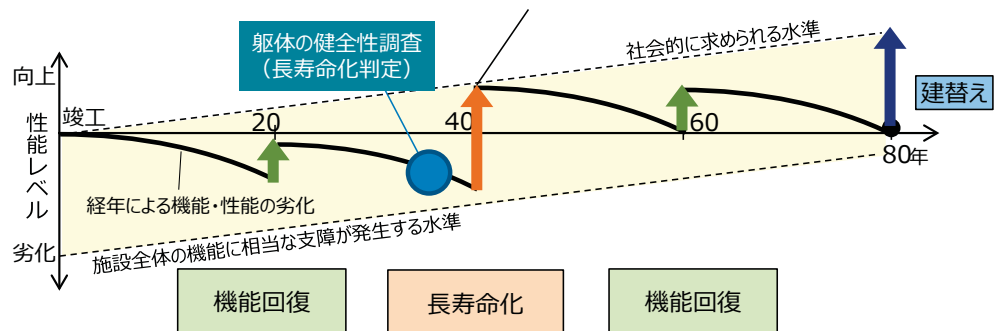 躯体の健全性調査
（長寿命化判定）
社会的に求められる水準
向上
竣工
20
40
60
80年
建替え
性能レベル
経年による機能・性能の劣化
劣化
施設全体の機能に相当な支障が発生する水準
機能回復
長寿命化
機能回復